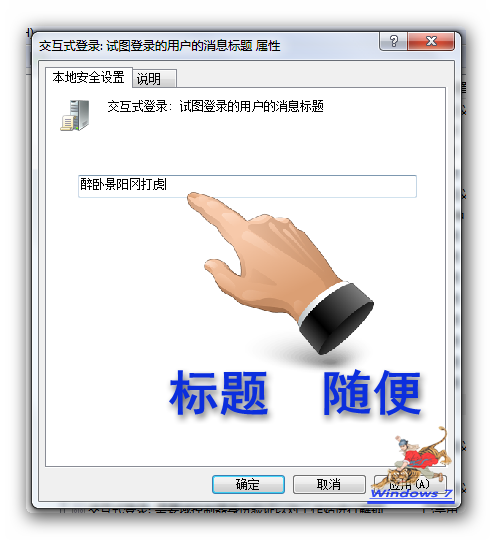 交互式登录: 试图登录的用户的消息标题 属性
本地安全设置 说明
交互式登录: 试图登录的用户的消息标题
醉卧景阳冈打虎
标题 随便
确定 取消 应用(A)
Windows 7